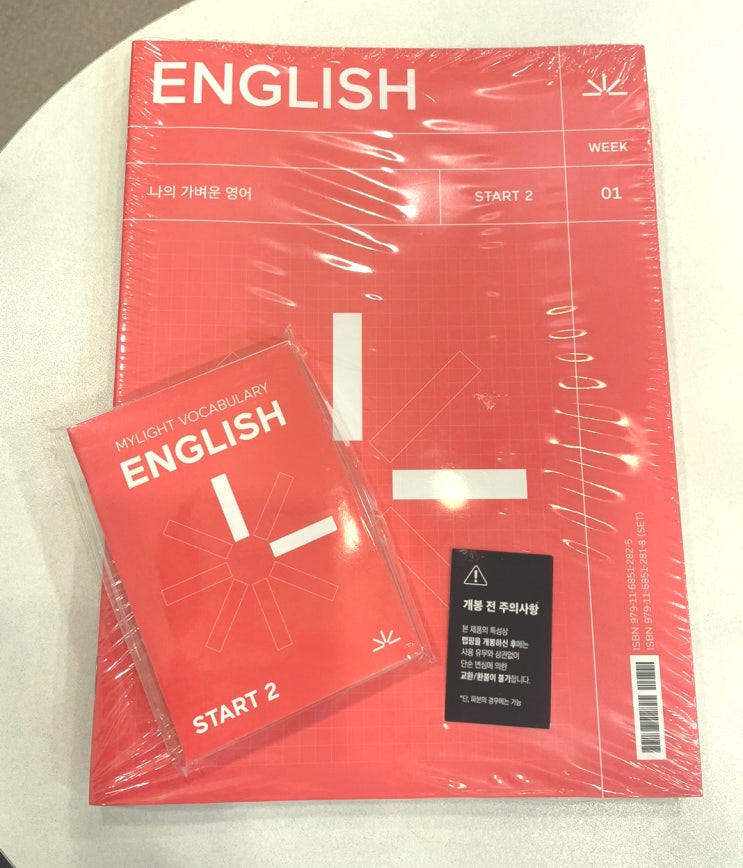 ENGLISH
WEEK
나의 가벼운 영어
START 2
01
MYLIGHT VOCABULARY
ENGLISH
START 2
개봉 전 주의사항
본 제품의 특성상
랩핑을 개봉하신 후에는
사용 유무와 상관없이
단순 변심에 의한
교환/환불이 불가합니다.
*단, 파본의 경우에는 가능
ISBN 979-11-6851-282-5
ISBN 979-11-6851-281-8 (SET)